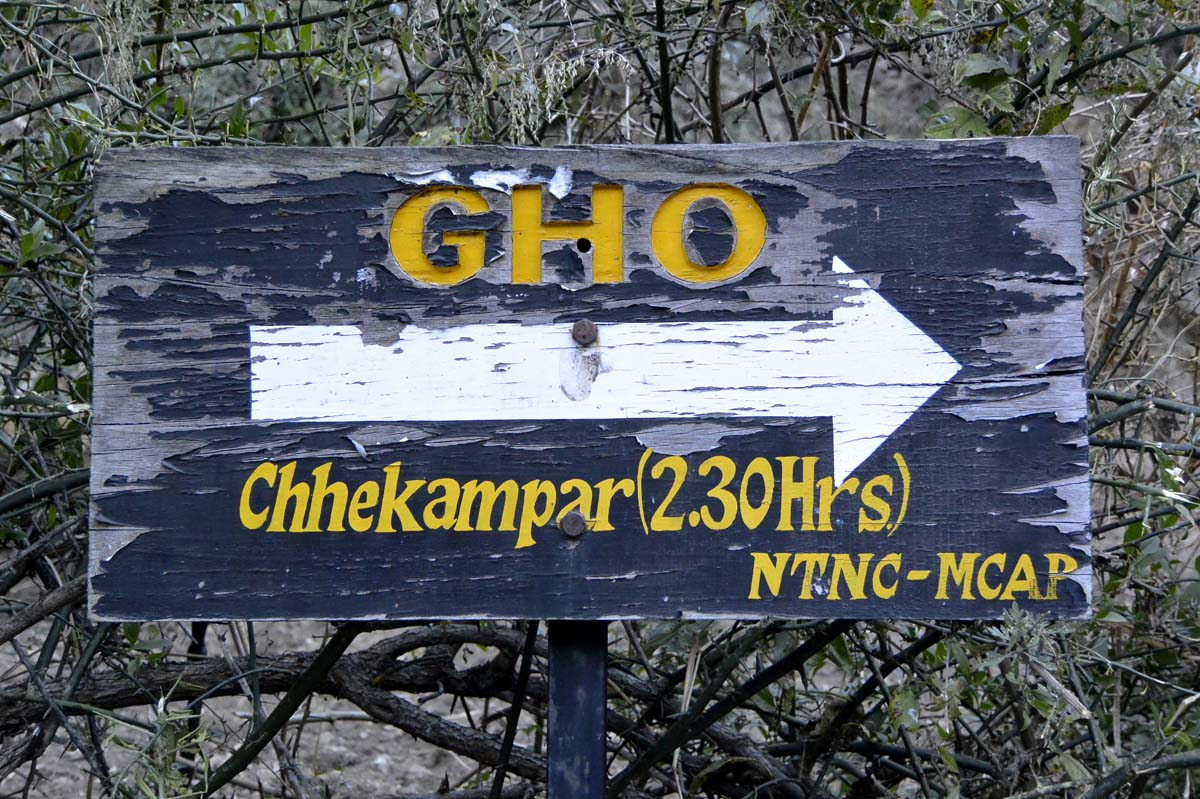 GHO
Chhekampar (2.30Hrs.)
NTNC-MCAP